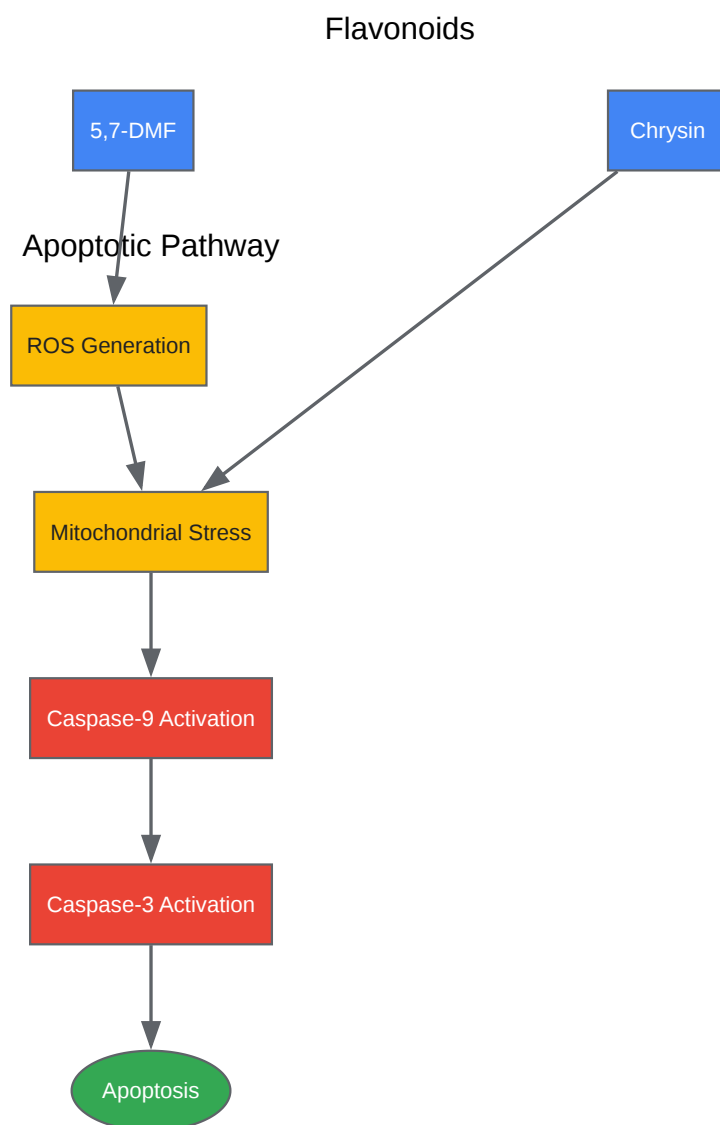 Flavonoids
5,7-DMF
Chrysin
Apoptotic Pathway
ROS Generation
Mitochondrial Stress
Caspase-9 Activation
Caspase-3 Activation
Apoptosis